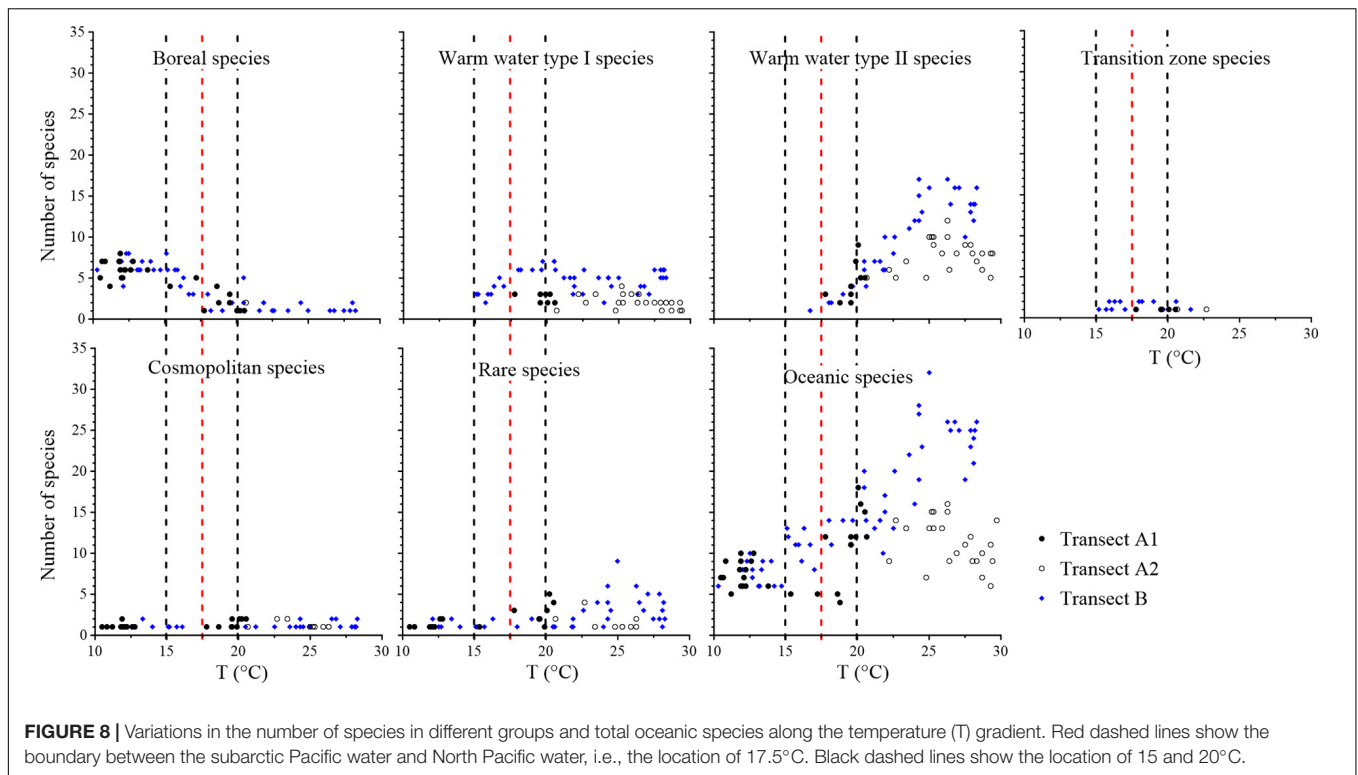 Boreal species
Warm water type I species
Warm water type II species
Transition zone species
Number of species
35
30
25
20
15
10
5
0
10 15 20 25 30
T (°C)
Cosmopolitan species
Rare species
Oceanic species
Number of species
35
30
25
20
15
10
5
0
10 15 20 25 30
10 15 20 25 30
10 15 20 25 30
T (°C)
T (°C)
T (°C)
Transect A1
Transect A2
Transect B
FIGURE 8 | Variations in the number of species in different groups and total oceanic species along the temperature (T) gradient. Red dashed lines show the
boundary between the subarctic Pacific water and North Pacific water, i.e., the location of 17.5°C. Black dashed lines show the location of 15 and 20°C.